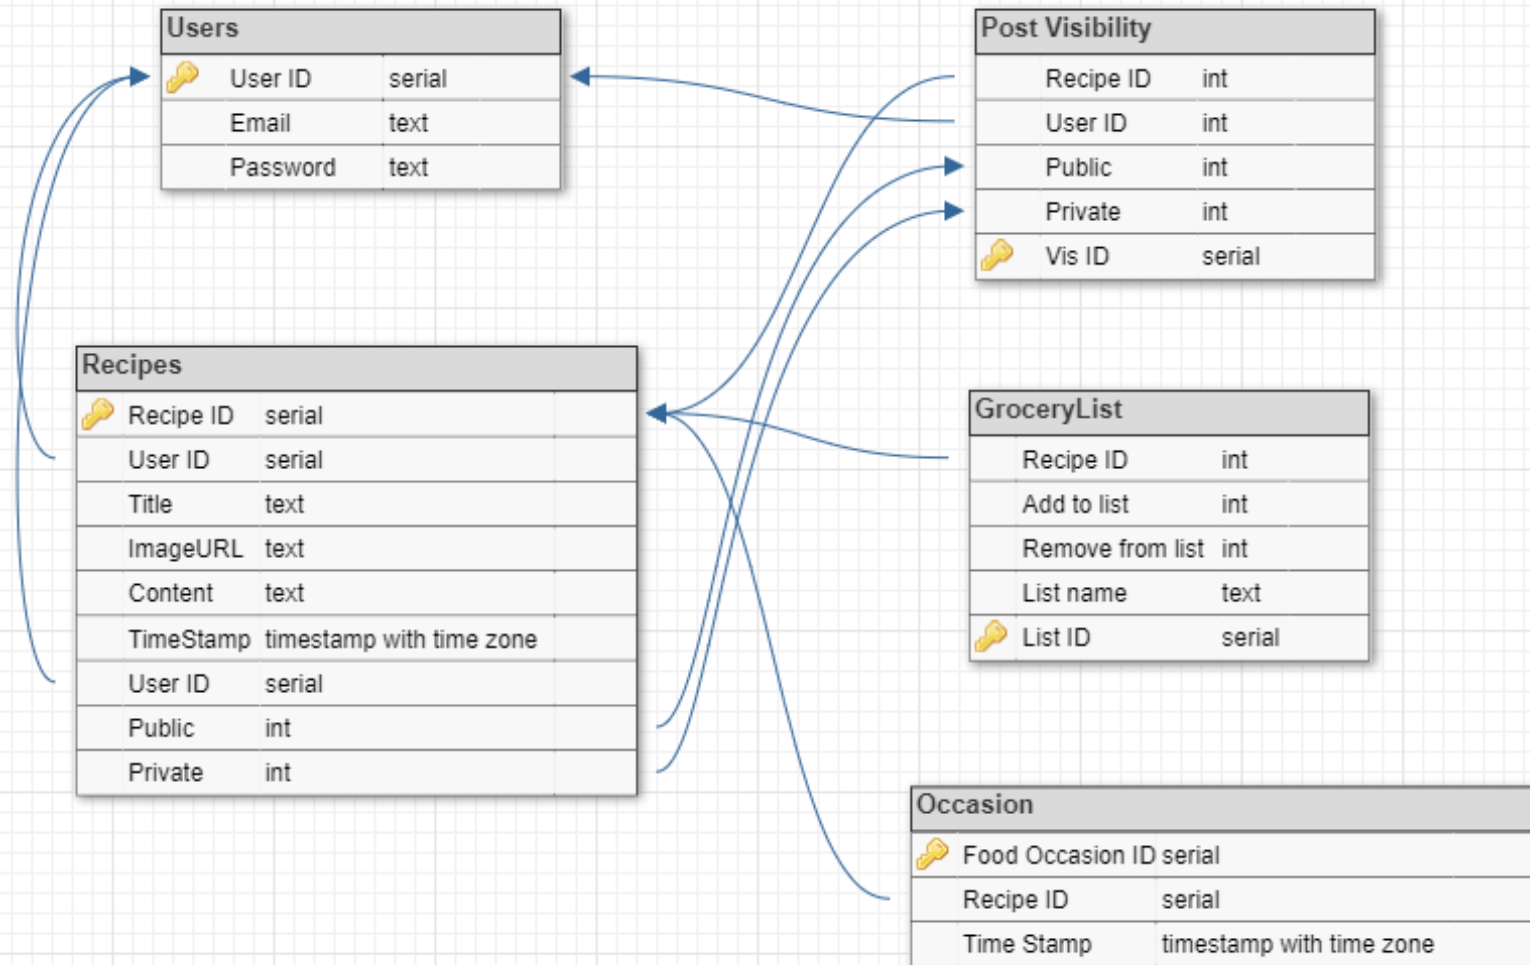 Users
User ID serial
Email text
Password text
Post Visibility
Recipe ID int
User ID int
Public int
Private int
Vis ID serial
Recipes
Recipe ID serial
User ID serial
Title text
ImageURL text
Content text
TimeStamp timestamp with time zone
User ID serial
Public int
Private int
GroceryList
Recipe ID int
Add to list int
Remove from list int
List name text
List ID serial
Occasion
Food Occasion ID serial
Recipe ID serial
Time Stamp timestamp with time zone